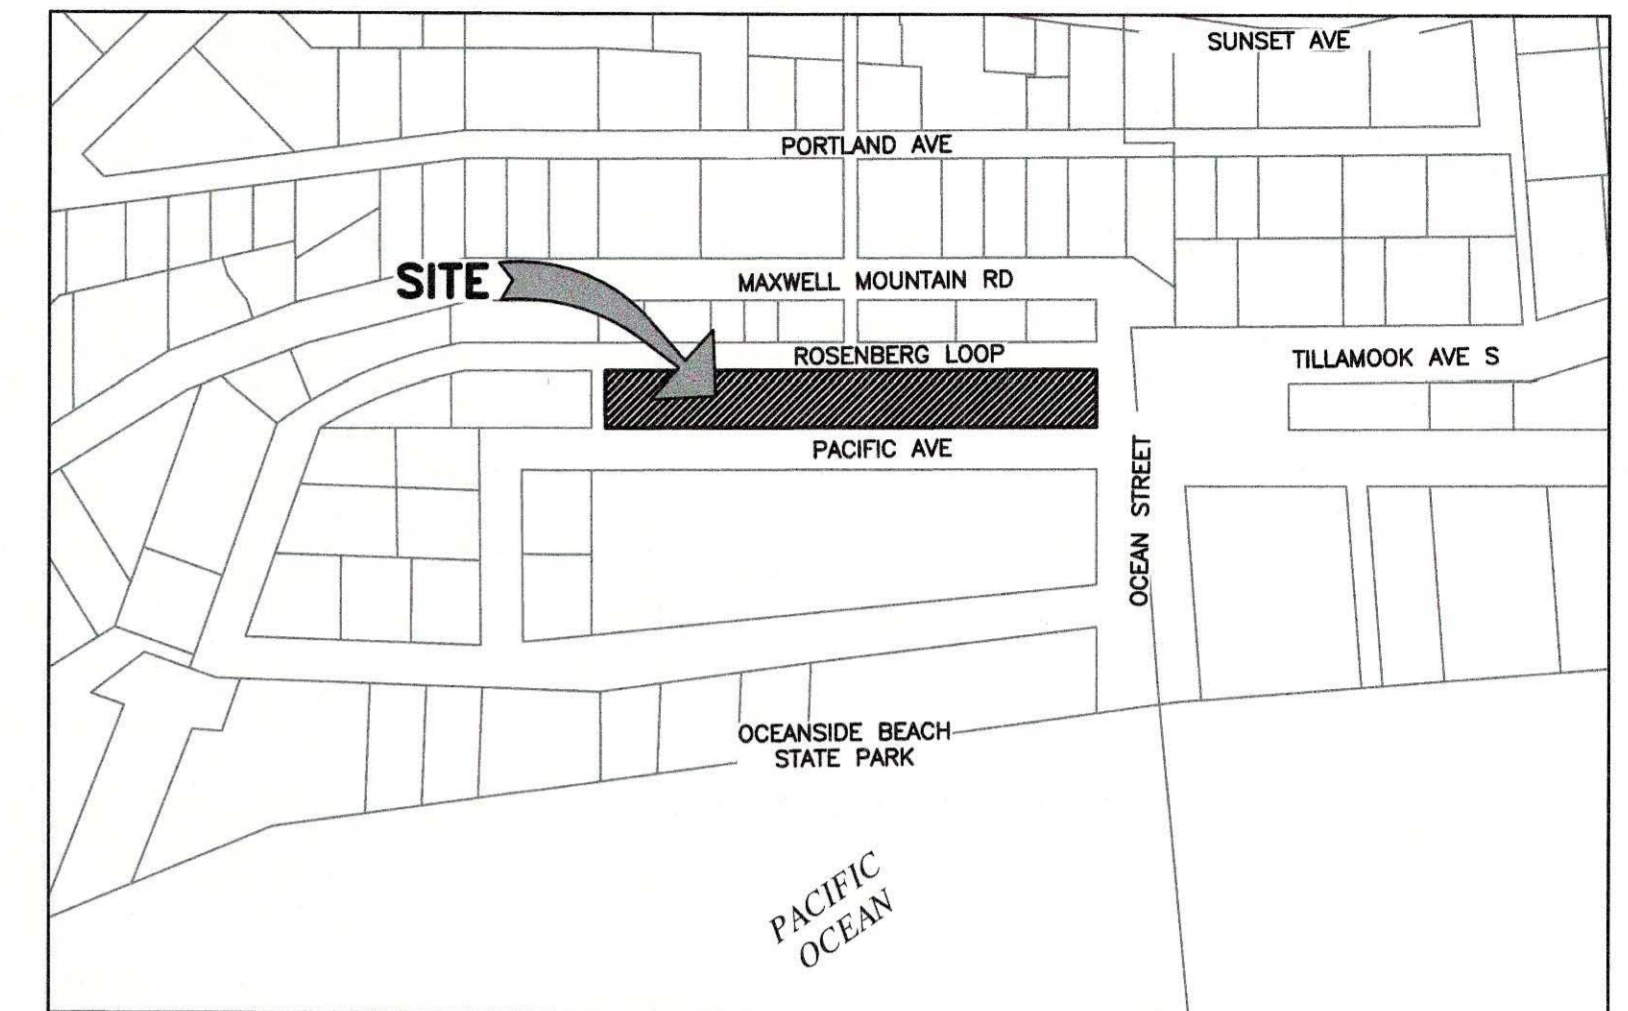 SUNSET AVE
PORTLAND AVE
SITE
MAXWELL MOUNTAIN RD
ROSENBERG LOOP
TILLAMOOK AVE S
PACIFIC AVE
OCEAN STREET
OCEANSIDE BEACH
STATE PARK
PACIFIC
OCEAN